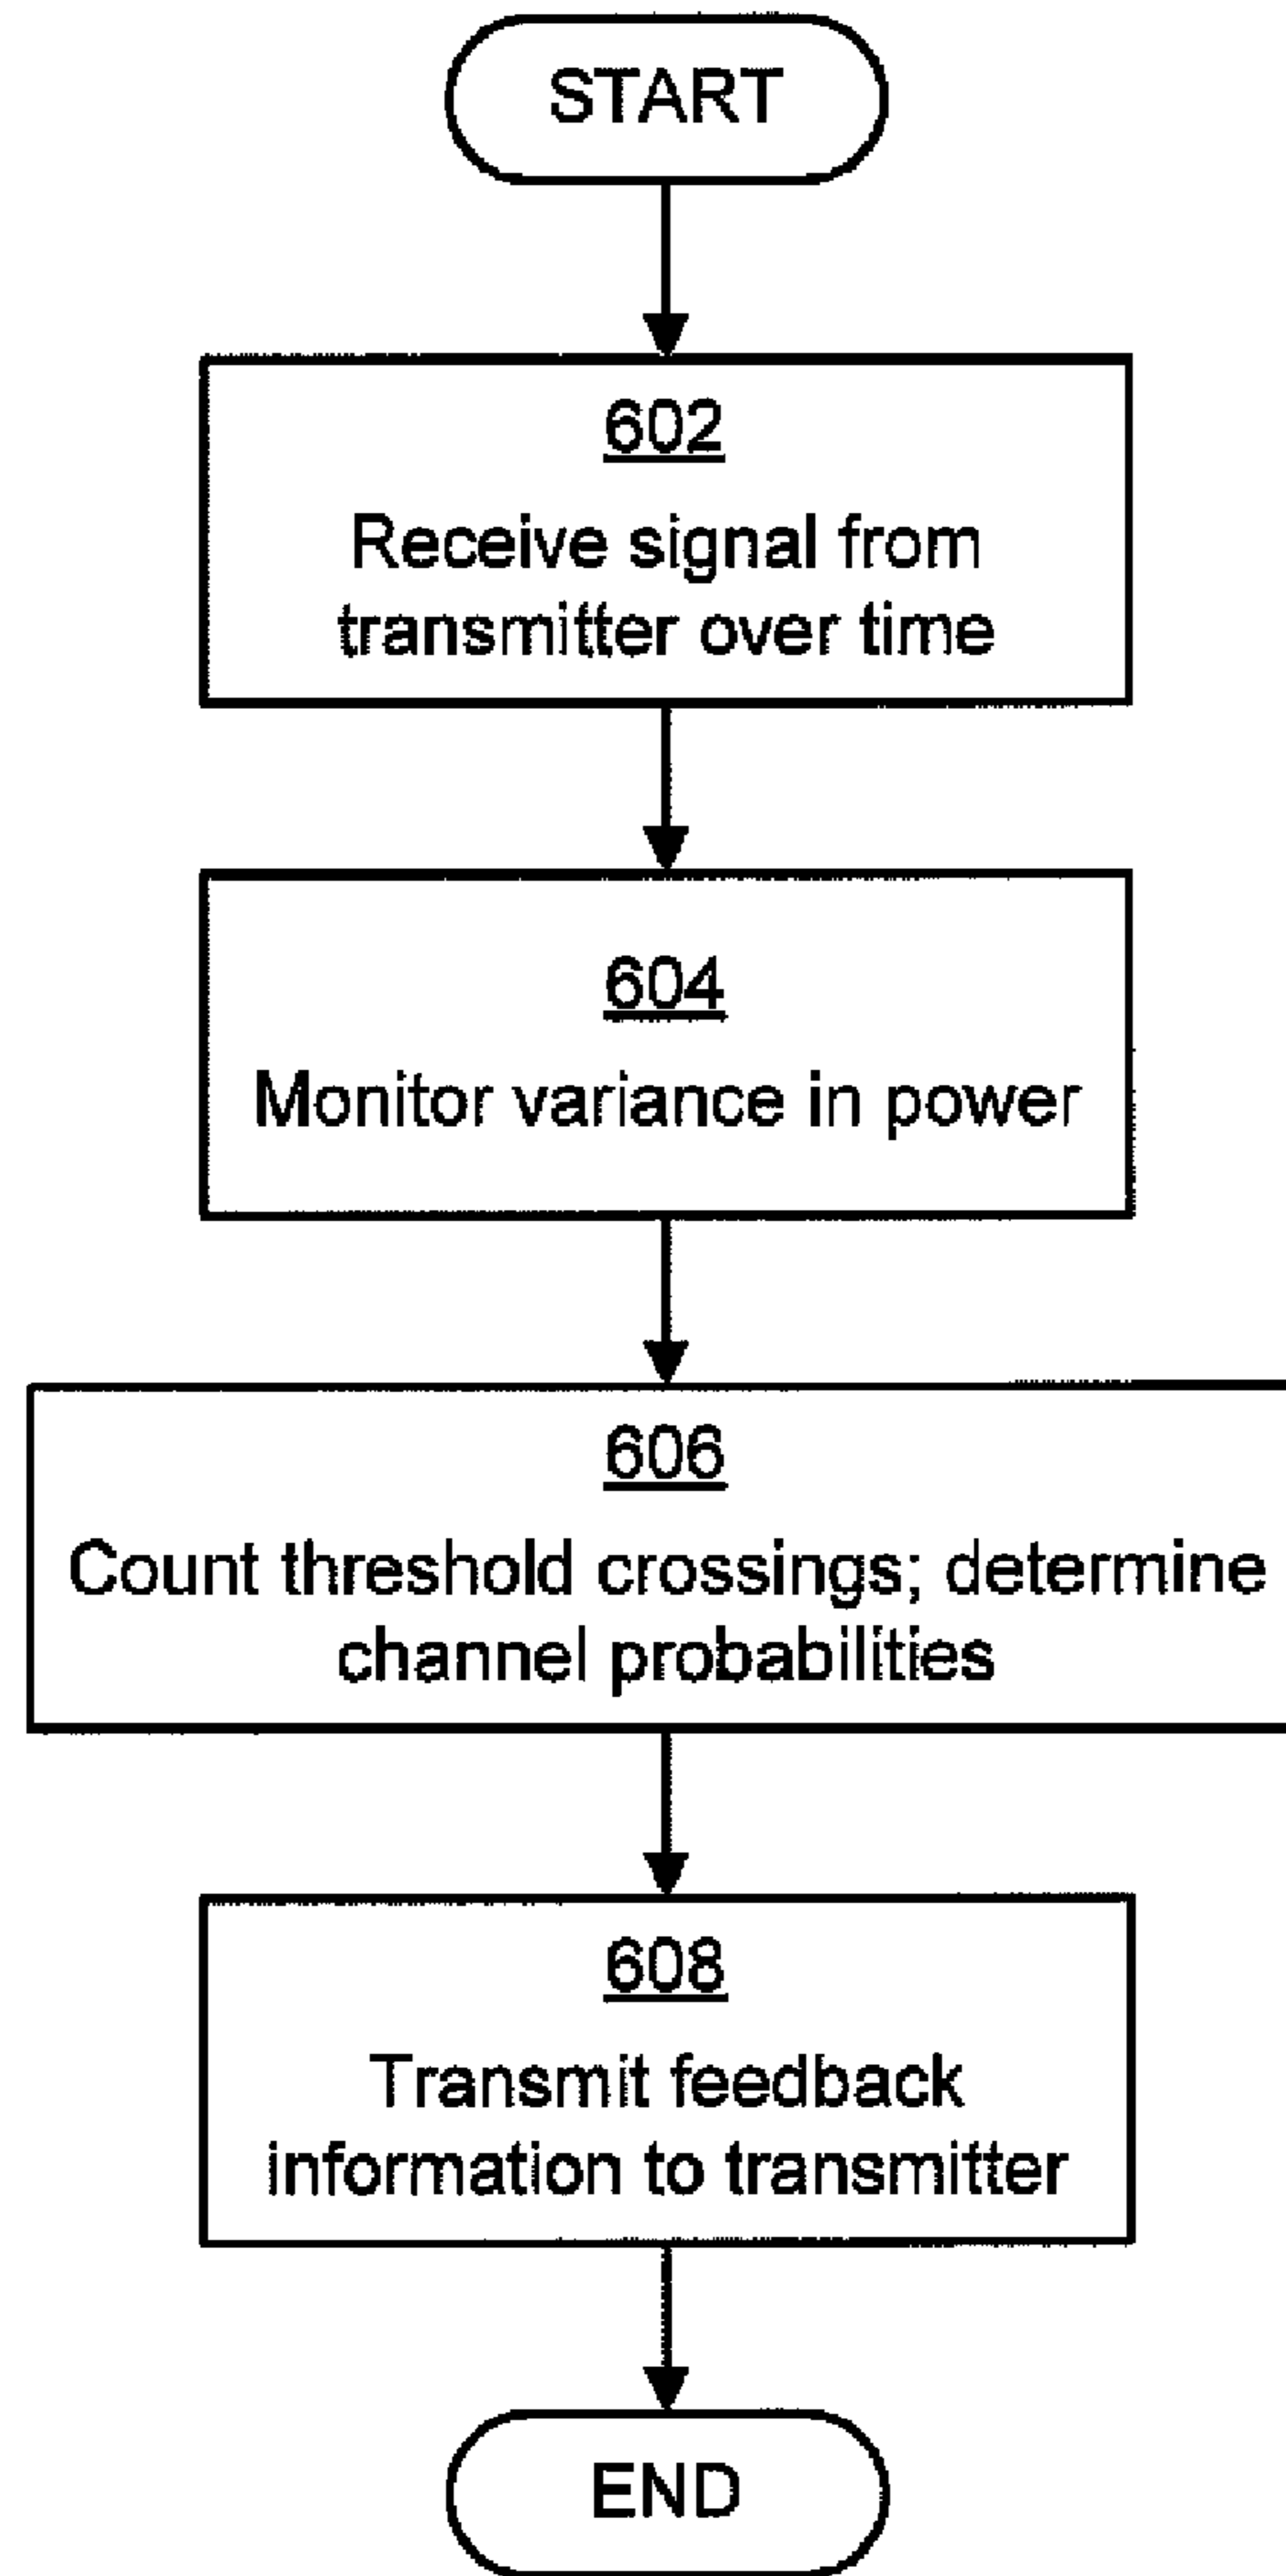 START
602
Receive signal from
transmitter over time
604
Monitor variance in power
606
Count threshold crossings; determine
channel probabilities
608
Transmit feedback
information to transmitter
END